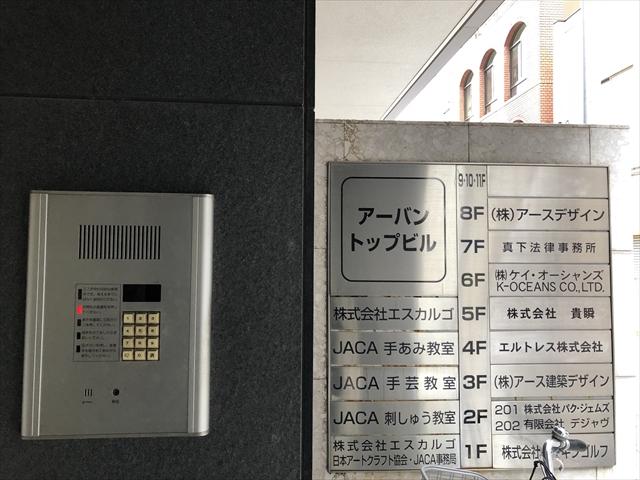 アーバン
トップビル
9·10·11F
8F (株)アースデザイン
7F 真下法律事務所
6F (株)ケイ・オーシャンズ
K-OCEANS CO., LTD.
株式会社エスカルゴ 5F 株式会社 貴瞬
JACA 手あみ教室 4F エルトレス株式会社
JACA 手芸教室 3F (株)アース建築デザイン
JACA 刺しゅう教室 2F 201 株式会社パク・ジェムズ
202 有限会社 デジャヴ
株式会社エスカルゴ 1F 株式会 ゴルフ
日本アートクラフト協会・JACA事務局